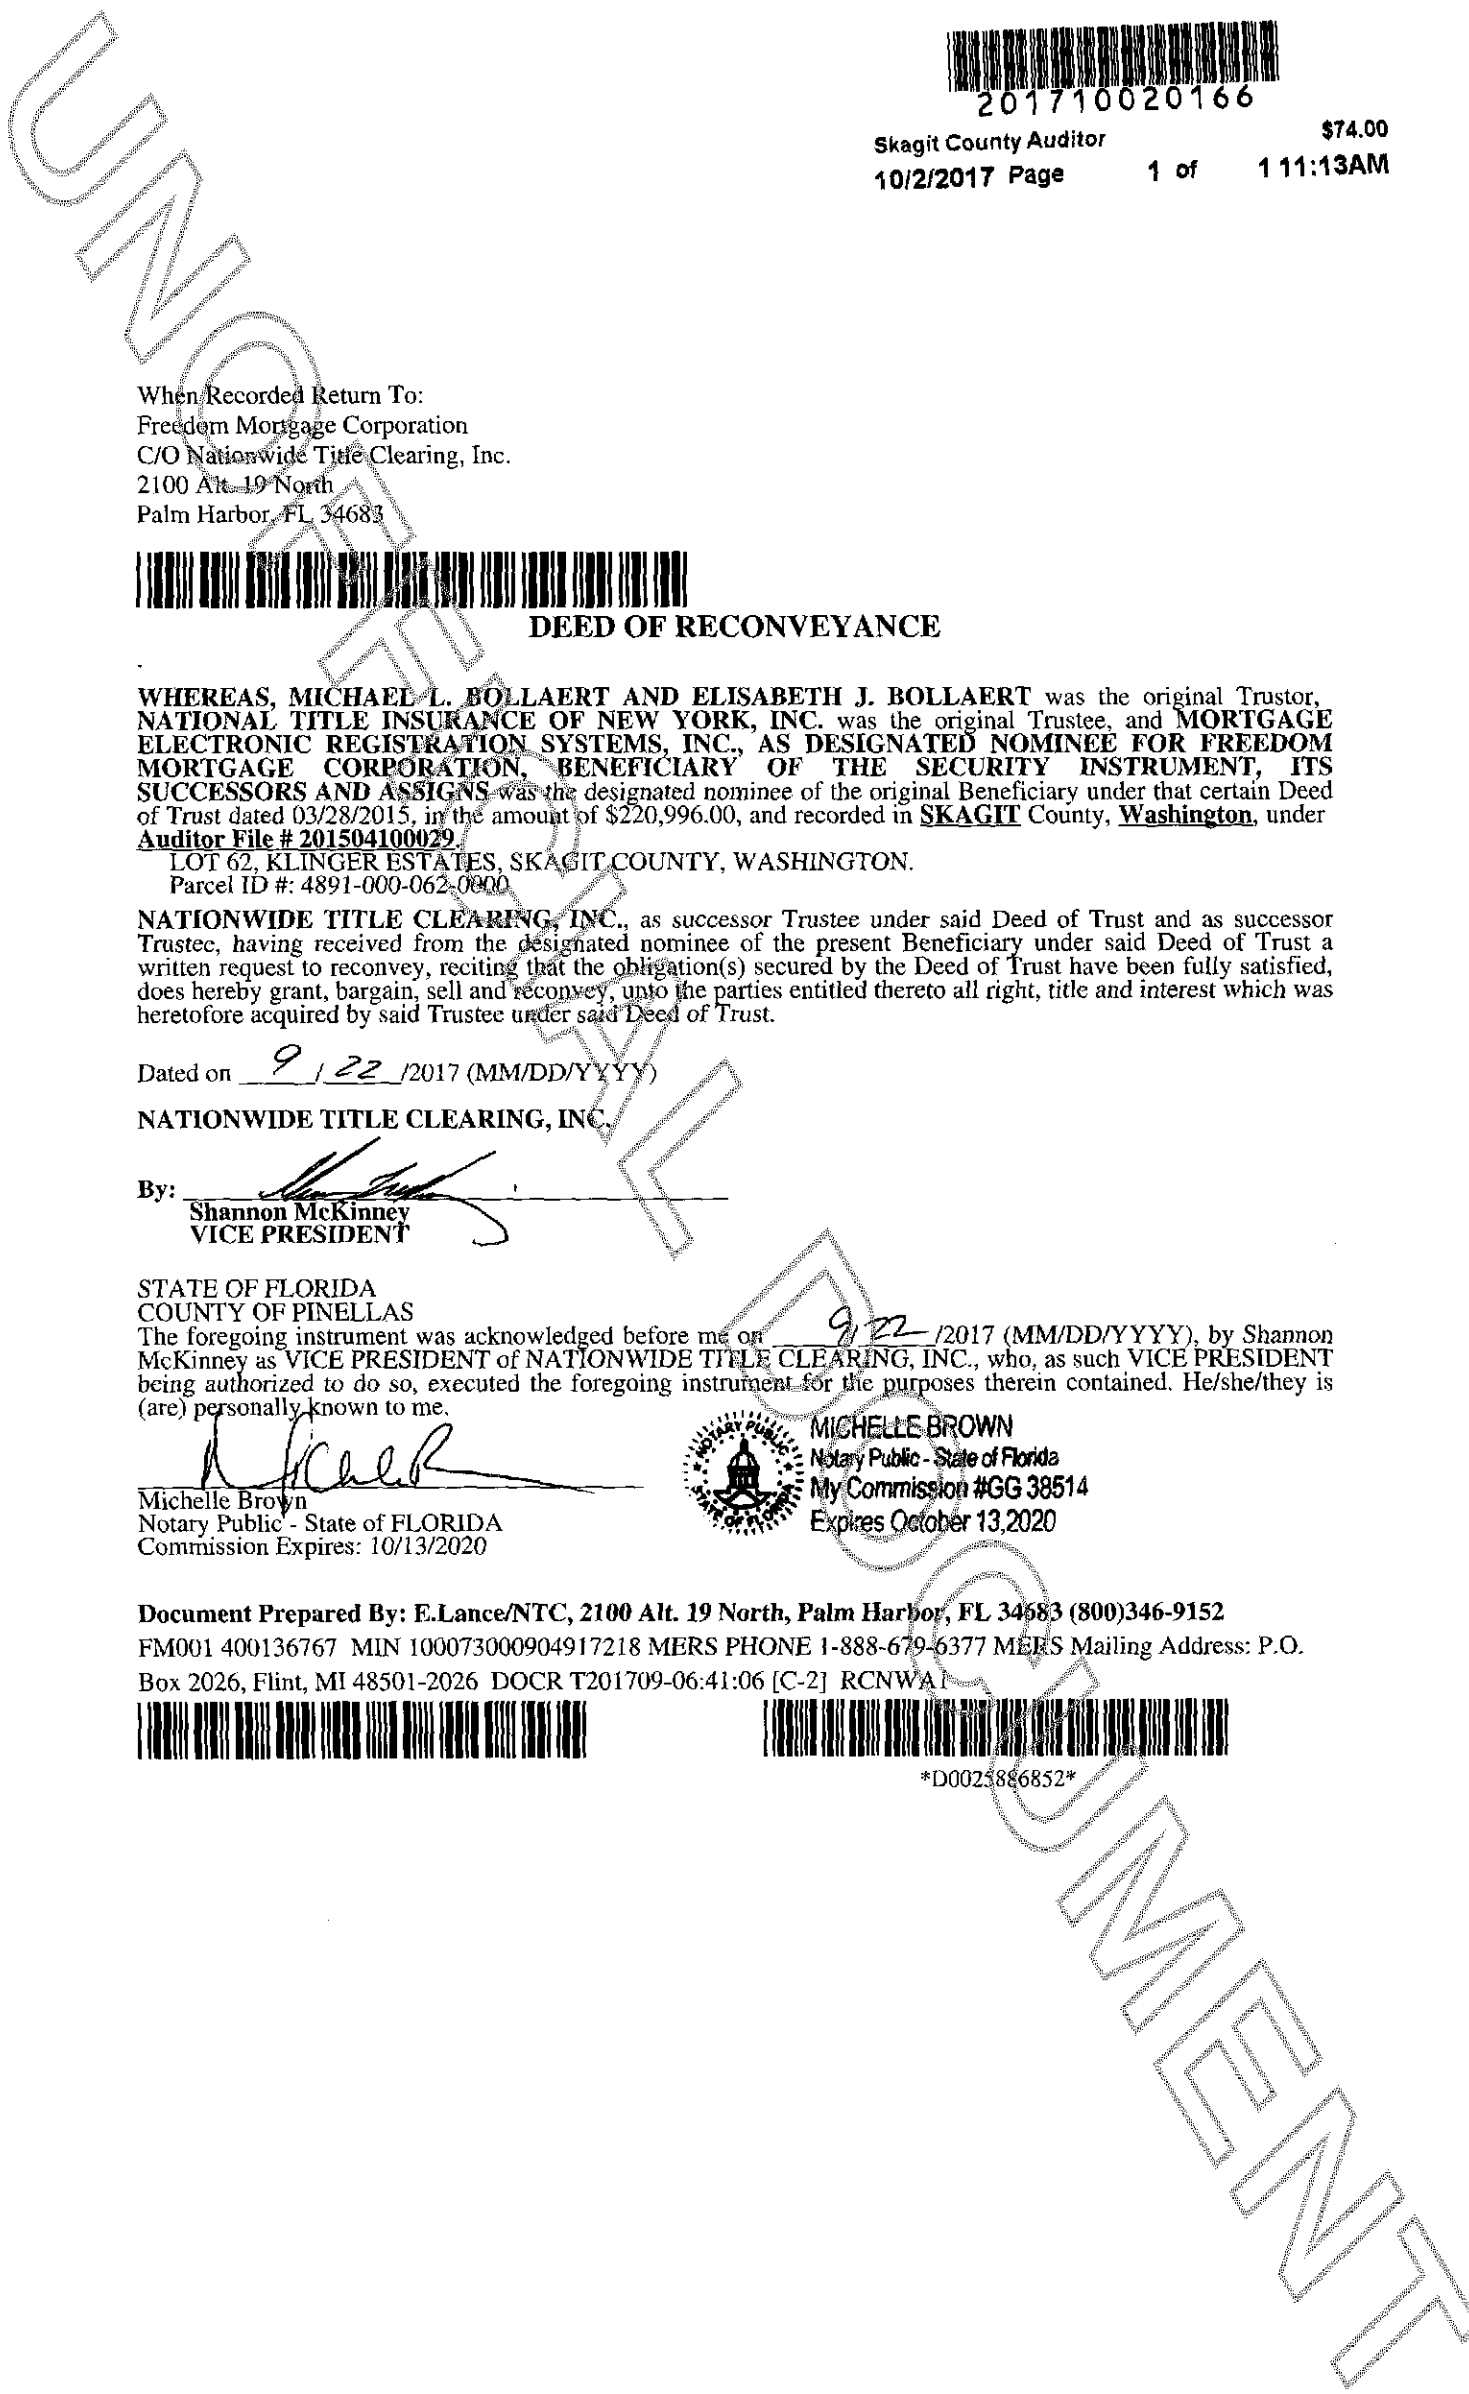 201710020166
Skagit County Auditor $74.00
10/2/2017 Page 1 of 1 11:13AM
When Recorded Return To:
Freedom Mortgage Corporation
C/O Nationwide Title Clearing, Inc.
2100 Alt. 19 North
Palm Harbor, FL 34683
DEED OF RECONVEYANCE
WHEREAS, MICHAEL L. BOLLAERT AND ELISABETH J. BOLLAERT was the original Trustor,
NATIONAL TITLE INSURANCE OF NEW YORK, INC. was the original Trustee, and MORTGAGE
ELECTRONIC REGISTRATION SYSTEMS, INC., AS DESIGNATED NOMINEE FOR FREEDOM
MORTGAGE CORPORATION, BENEFICIARY OF THE SECURITY INSTRUMENT, ITS
SUCCESSORS AND ASSIGNS was the designated nominee of the original Beneficiary under that certain Deed
of Trust dated 03/28/2015, in the amount of $220,996.00, and recorded in SKAGIT County, Washington, under
Auditor File # 201504100029.
LOT 62, KLINGER ESTATES, SKAGIT COUNTY, WASHINGTON.
Parcel ID #: 4891-000-062-0000
NATIONWIDE TITLE CLEARING, INC., as successor Trustee under said Deed of Trust and as successor
Trustee, having received from the designated nominee of the present Beneficiary under said Deed of Trust a
written request to reconvey, reciting that the obligation(s) secured by the Deed of Trust have been fully satisfied,
does hereby grant, bargain, sell and reconvey, unto the parties entitled thereto all right, title and interest which was
heretofore acquired by said Trustee under said Deed of Trust.
Dated on 9 / 22 /2017 (MM/DD/YYYY)
NATIONWIDE TITLE CLEARING, INC.
By:
Shannon McKinney
VICE PRESIDENT
STATE OF FLORIDA
COUNTY OF PINELLAS
The foregoing instrument was acknowledged before me on 9/ 22 /2017 (MM/DD/YYYY), by Shannon
McKinney as VICE PRESIDENT of NATIONWIDE TITLE CLEARING, INC., who, as such VICE PRESIDENT
being authorized to do so, executed the foregoing instrument for the purposes therein contained. He/she/they is
(are) personally known to me.
Michelle Brown
Notary Public - State of FLORIDA
Commission Expires: 10/13/2020
NOTARY PUBLIC
STATE OF FLORIDA
MICHELLE BROWN
Notary Public - State of Florida
My Commission #GG 38514
Expires October 13,2020
Document Prepared By: E.Lance/NTC, 2100 Alt. 19 North, Palm Harbor, FL 34683 (800)346-9152
FM001 400136767 MIN 100073000904917218 MERS PHONE 1-888-679-6377 MERS Mailing Address: P.O.
Box 2026, Flint, MI 48501-2026 DOCR T201709-06:41:06 [C-2] RCNWA1
*D0025886852*
UNOFFICIAL DOCUMENT